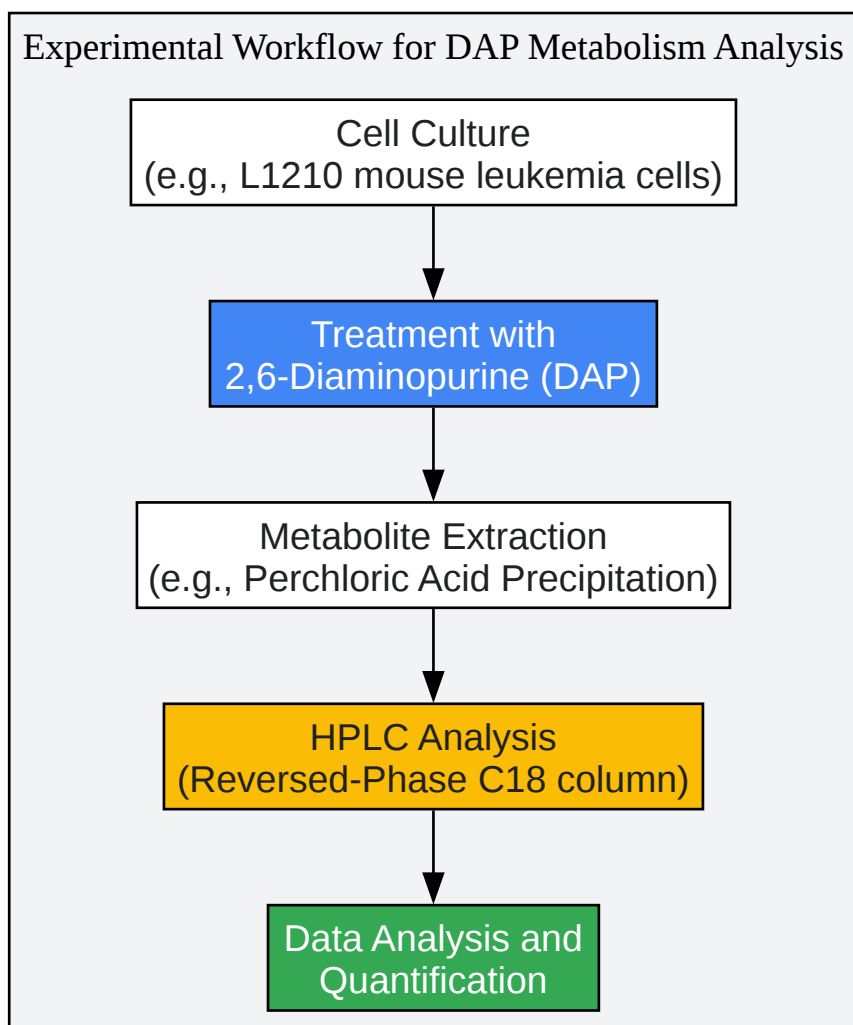 Experimental Workflow for DAP Metabolism Analysis
Cell Culture
(e.g., L1210 mouse leukemia cells)
Treatment with
2,6-Diaminopurine (DAP)
Metabolite Extraction
(e.g., Perchloric Acid Precipitation)
HPLC Analysis
(Reversed-Phase C18 column)
Data Analysis and
Quantification